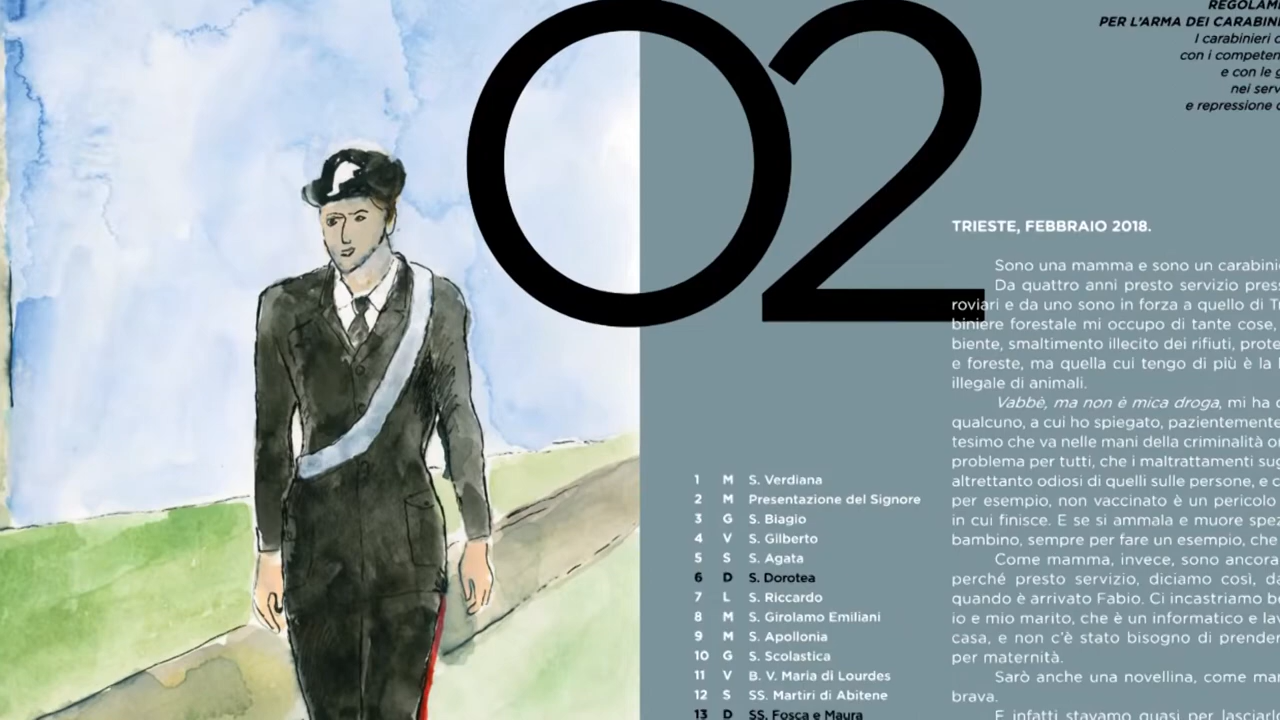 02
REGOLAM
PER L'ARMA DEI CARABIN
I carabinieri
con i competen
e con le
nei serv
e repressione
TRIESTE, FEBBRAIO 2018.
Sono una mamma e sono un carabini
Da quattro anni presto servizio press
roviari e da uno sono in forza a quello di T
biniere forestale mi occupo di tante cose,
biente, smaltimento illecito dei rifiuti, prote
e foreste, ma quella cui tengo di più è la
illegale di animali.
Vabbè, ma non è mica droga, mi ha
qualcuno, a cui ho spiegato, pazientemente
tesimo che va nelle mani della criminalità o
problema per tutti, che i maltrattamenti sug
altrettanto odiosi di quelli sulle persone, e c
per esempio, non vaccinato è un pericolo
in cui finisce. E se si ammala e muore spez
bambino, sempre per fare un esempio, che
Come mamma, invece, sono ancora
perché presto servizio, diciamo così, da
quando è arrivato Fabio. Ci incastriamo be
io e mio marito, che è un informatico e lav
casa, e non c'è stato bisogno di prender
per maternità.
Sarò anche una novellina, come mam
brava.
E infatti stavamo quasi per lasciarlo
1 M S. Verdiana
2 M Presentazione del Signore
3 G S. Biagio
4 V S. Gilberto
5 S S. Agata
6 D S. Dorotea
7 L S. Riccardo
8 M S. Girolamo Emiliani
9 M S. Apollonia
10 G S. Scolastica
11 V B. V. Maria di Lourdes
12 S SS. Martiri di Abitene
13 D SS. Fosca e Maura